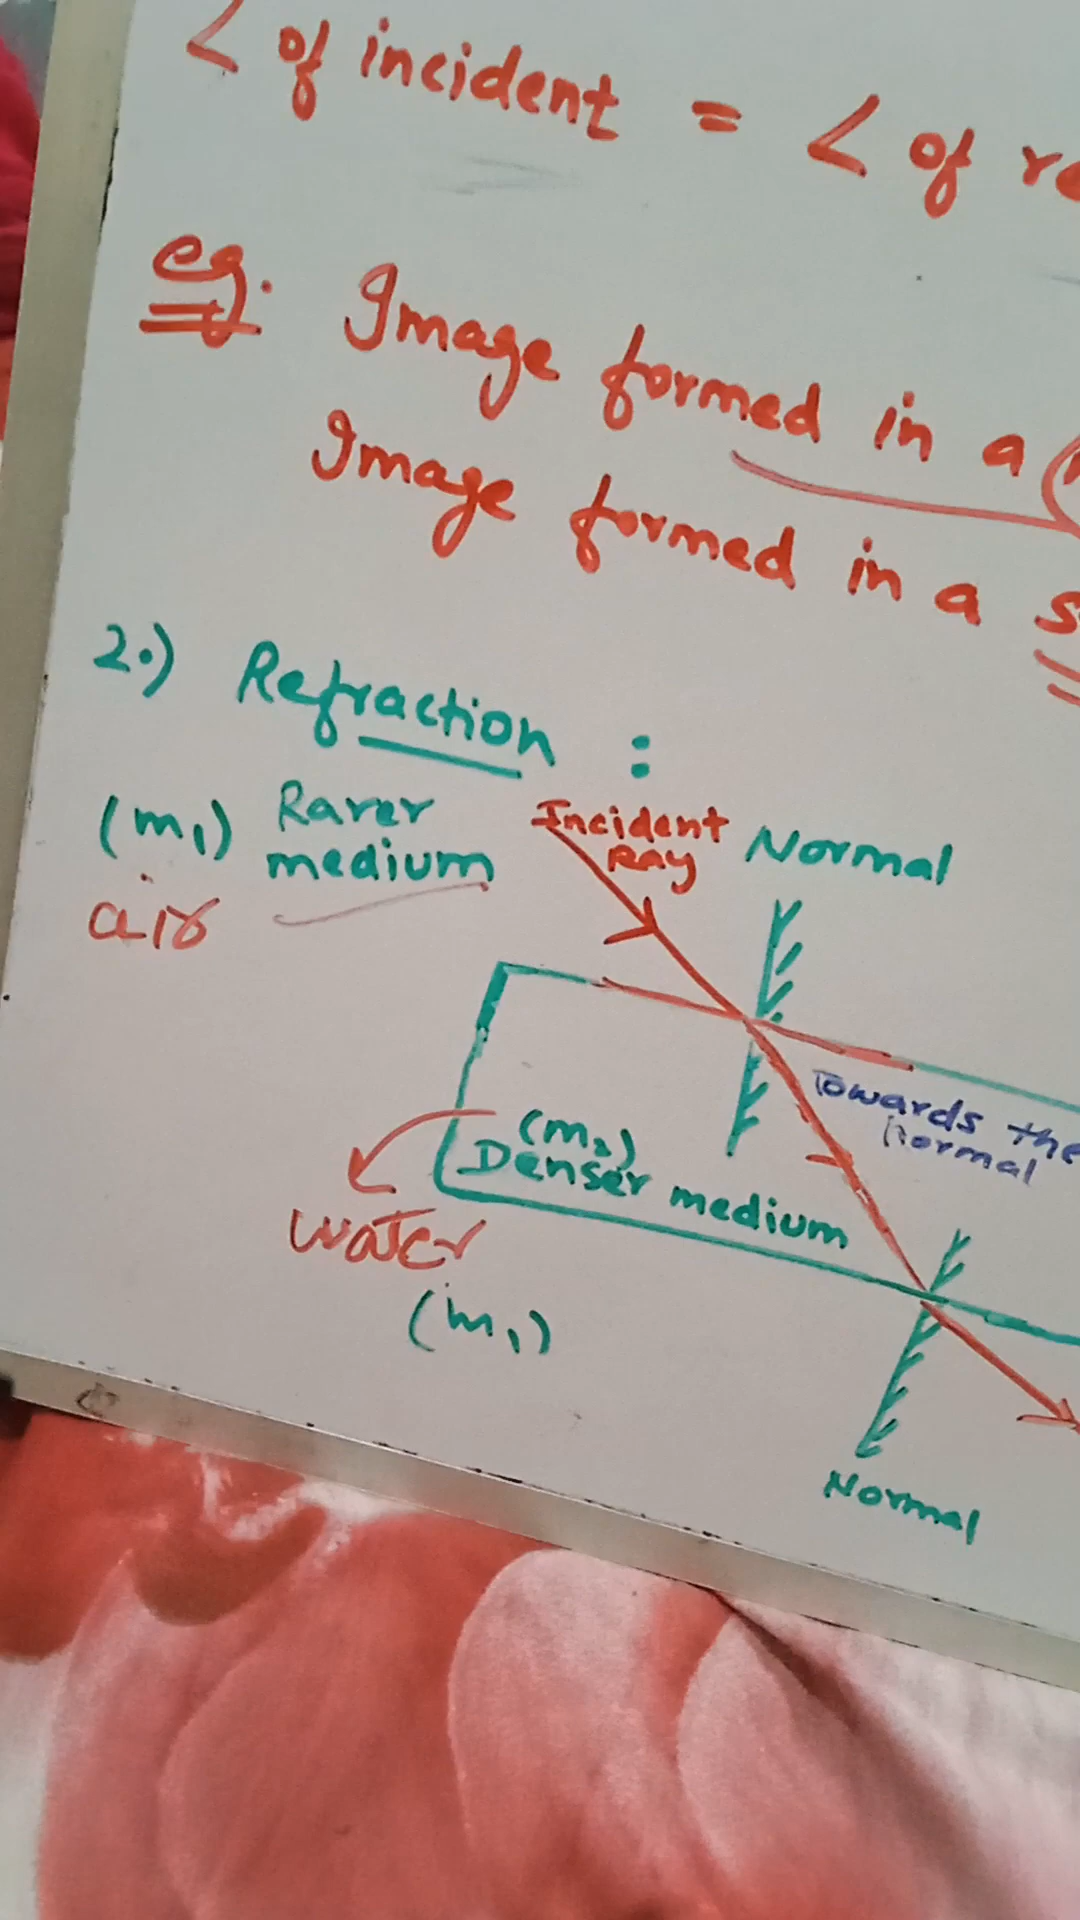 ∠ of incident = ∠ of
eg. Image formed in a
Image formed in a
2.) Refraction :
(m1) Rarer medium
air
Incident Ray
Normal
Towards the normal
(m2)
Denser medium
water
(m1)
Normal